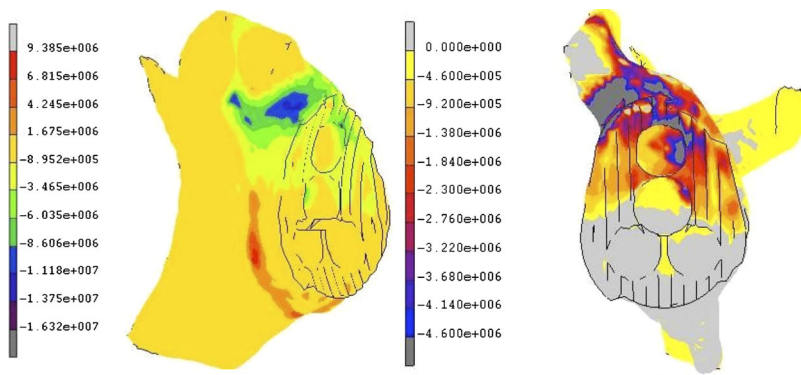 9.385e+006
6.815e+006
4.245e+006
1.675e+006
-8.952e+005
-3.465e+006
-6.035e+006
-8.606e+006
-1.118e+007
-1.375e+007
-1.632e+007
0.000e+000
-4.600e+005
-9.200e+005
-1.380e+006
-1.840e+006
-2.300e+006
-2.760e+006
-3.220e+006
-3.680e+006
-4.140e+006
-4.600e+006